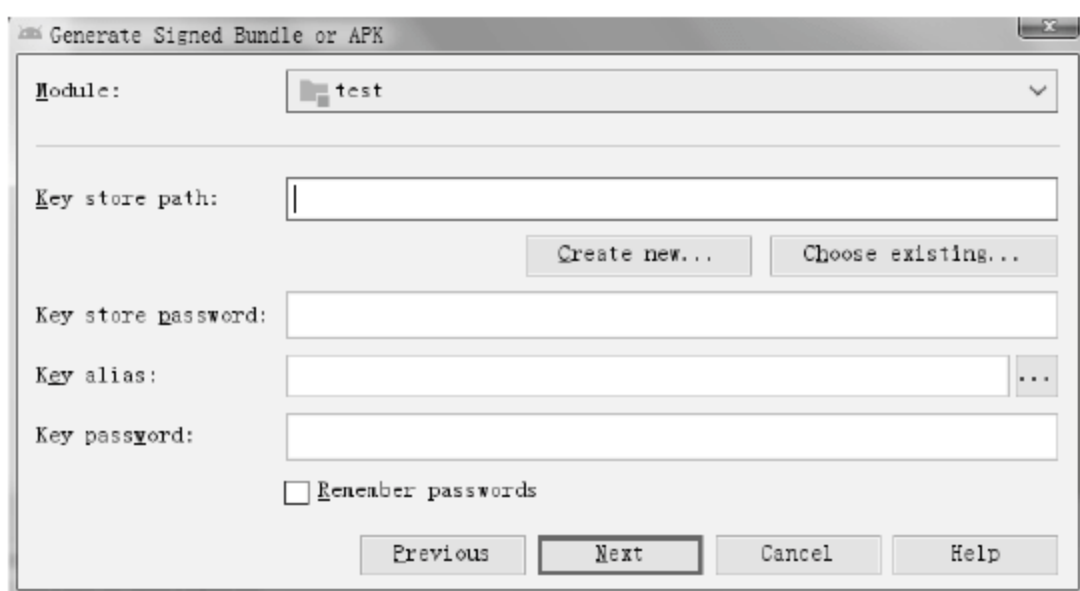 Generate Signed Bundle or APK
Module: test
Key store path:
Create new... Choose existing...
Key store password:
Key alias: ...
Key password:
Remember passwords
Previous Next Cancel Help